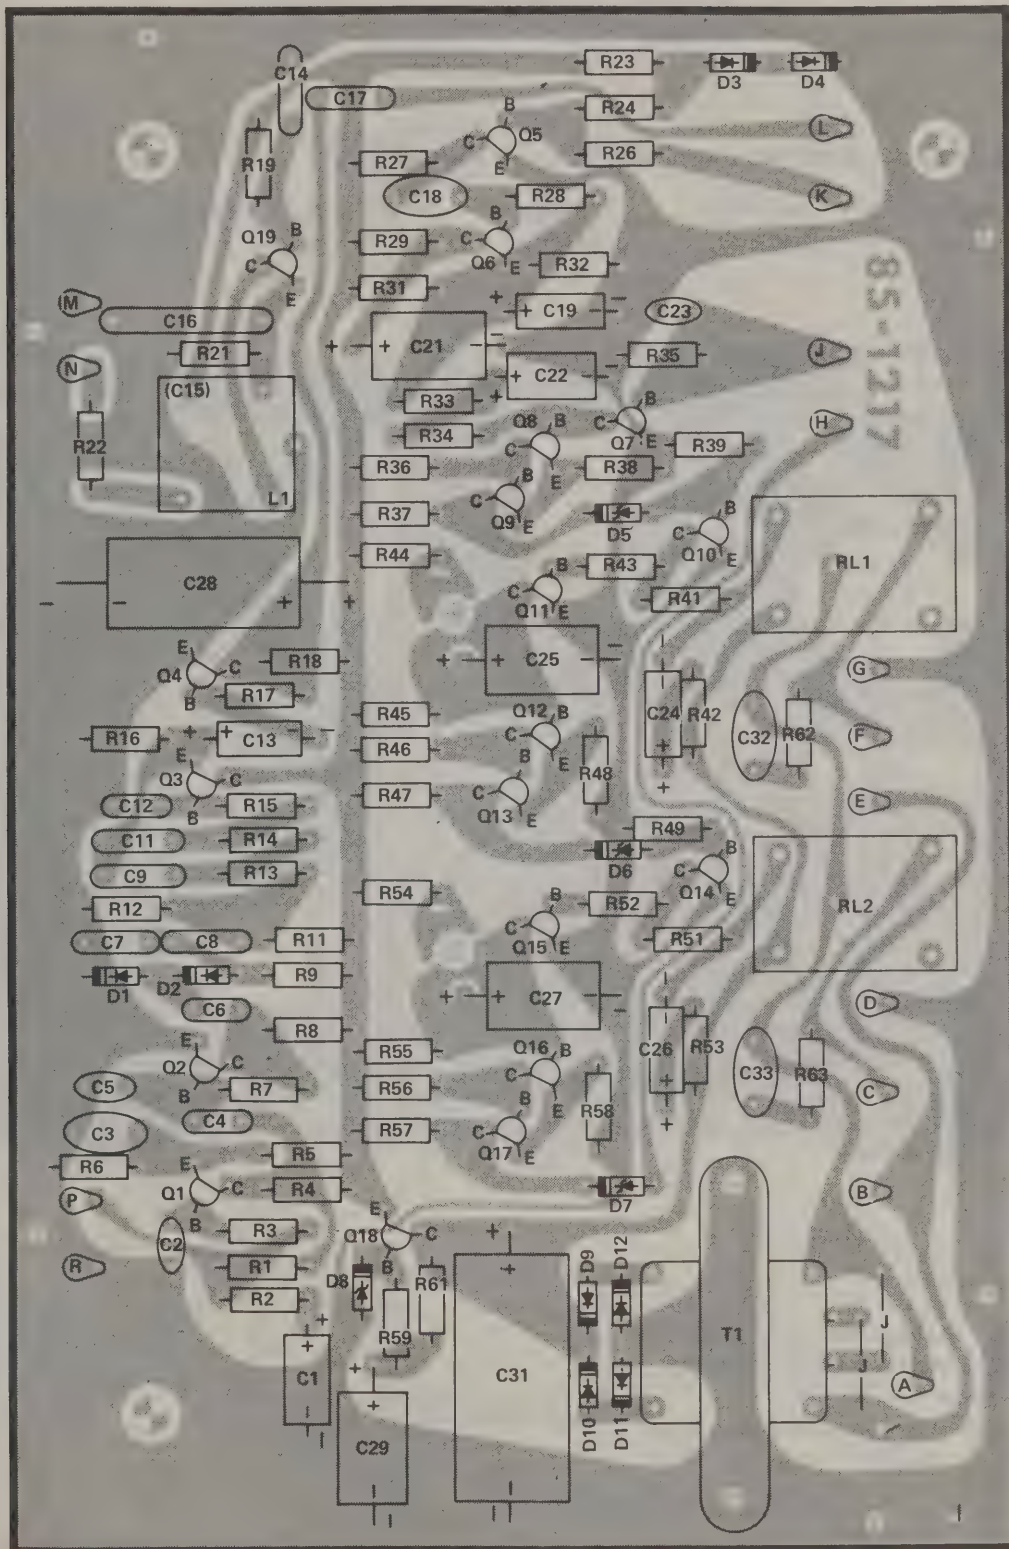 C14
C17
R23
D3
D4
R24
L
B
Q5
C
E
R19
R27
R26
C18
R28
K
Q19
B
C
E
R29
B
C
Q6
E
R32
R31
M
C16
+
+ C19 -
-
C23
85-1217
R21
+
+ C21 -
-
+ C22 -
-
+
R35
J
N
(C15)
R33
B
C
Q7
E
H
R22
R34
Q8
B
C
E
R39
R36
R38
L1
B
C
Q9
E
R37
D5
B
C
Q10
E
R44
R43
RL1
-
- C28 +
+
C
B
Q11
E
R41
E
Q4
C
B
R18
+
+ C25 -
-
G
R17
-
-
C24
+
+
R42
C32
R62
R45
Q12
B
C
E
F
R16
+
+ C13 -
-
R46
R48
E
Q3
C
B
B
C
Q13
E
R47
E
C12
R15
C11
R14
R49
D6
C9
R13
B
C
Q14
E
R54
R52
RL2
R12
B
C
Q15
E
C7
C8
R11
R51
D1
D2
R9
+
+ C27 -
-
D
C6
R8
-
-
C26
+
+
R53
C33
R63
R55
Q16
B
C
E
E
Q2
C
B
R7
C5
R56
R58
C
C4
C3
R57
B
C
Q17
E
R5
R6
E
Q1
C
B
R4
D7
B
P
C2
R3
E
Q18
C
B
+
+
D9
D12
R
R1
D8
R61
R2
R59
T1
J
J
+
C1
-
+
+
C29
-
-
C31
-
-
D10
D11
A